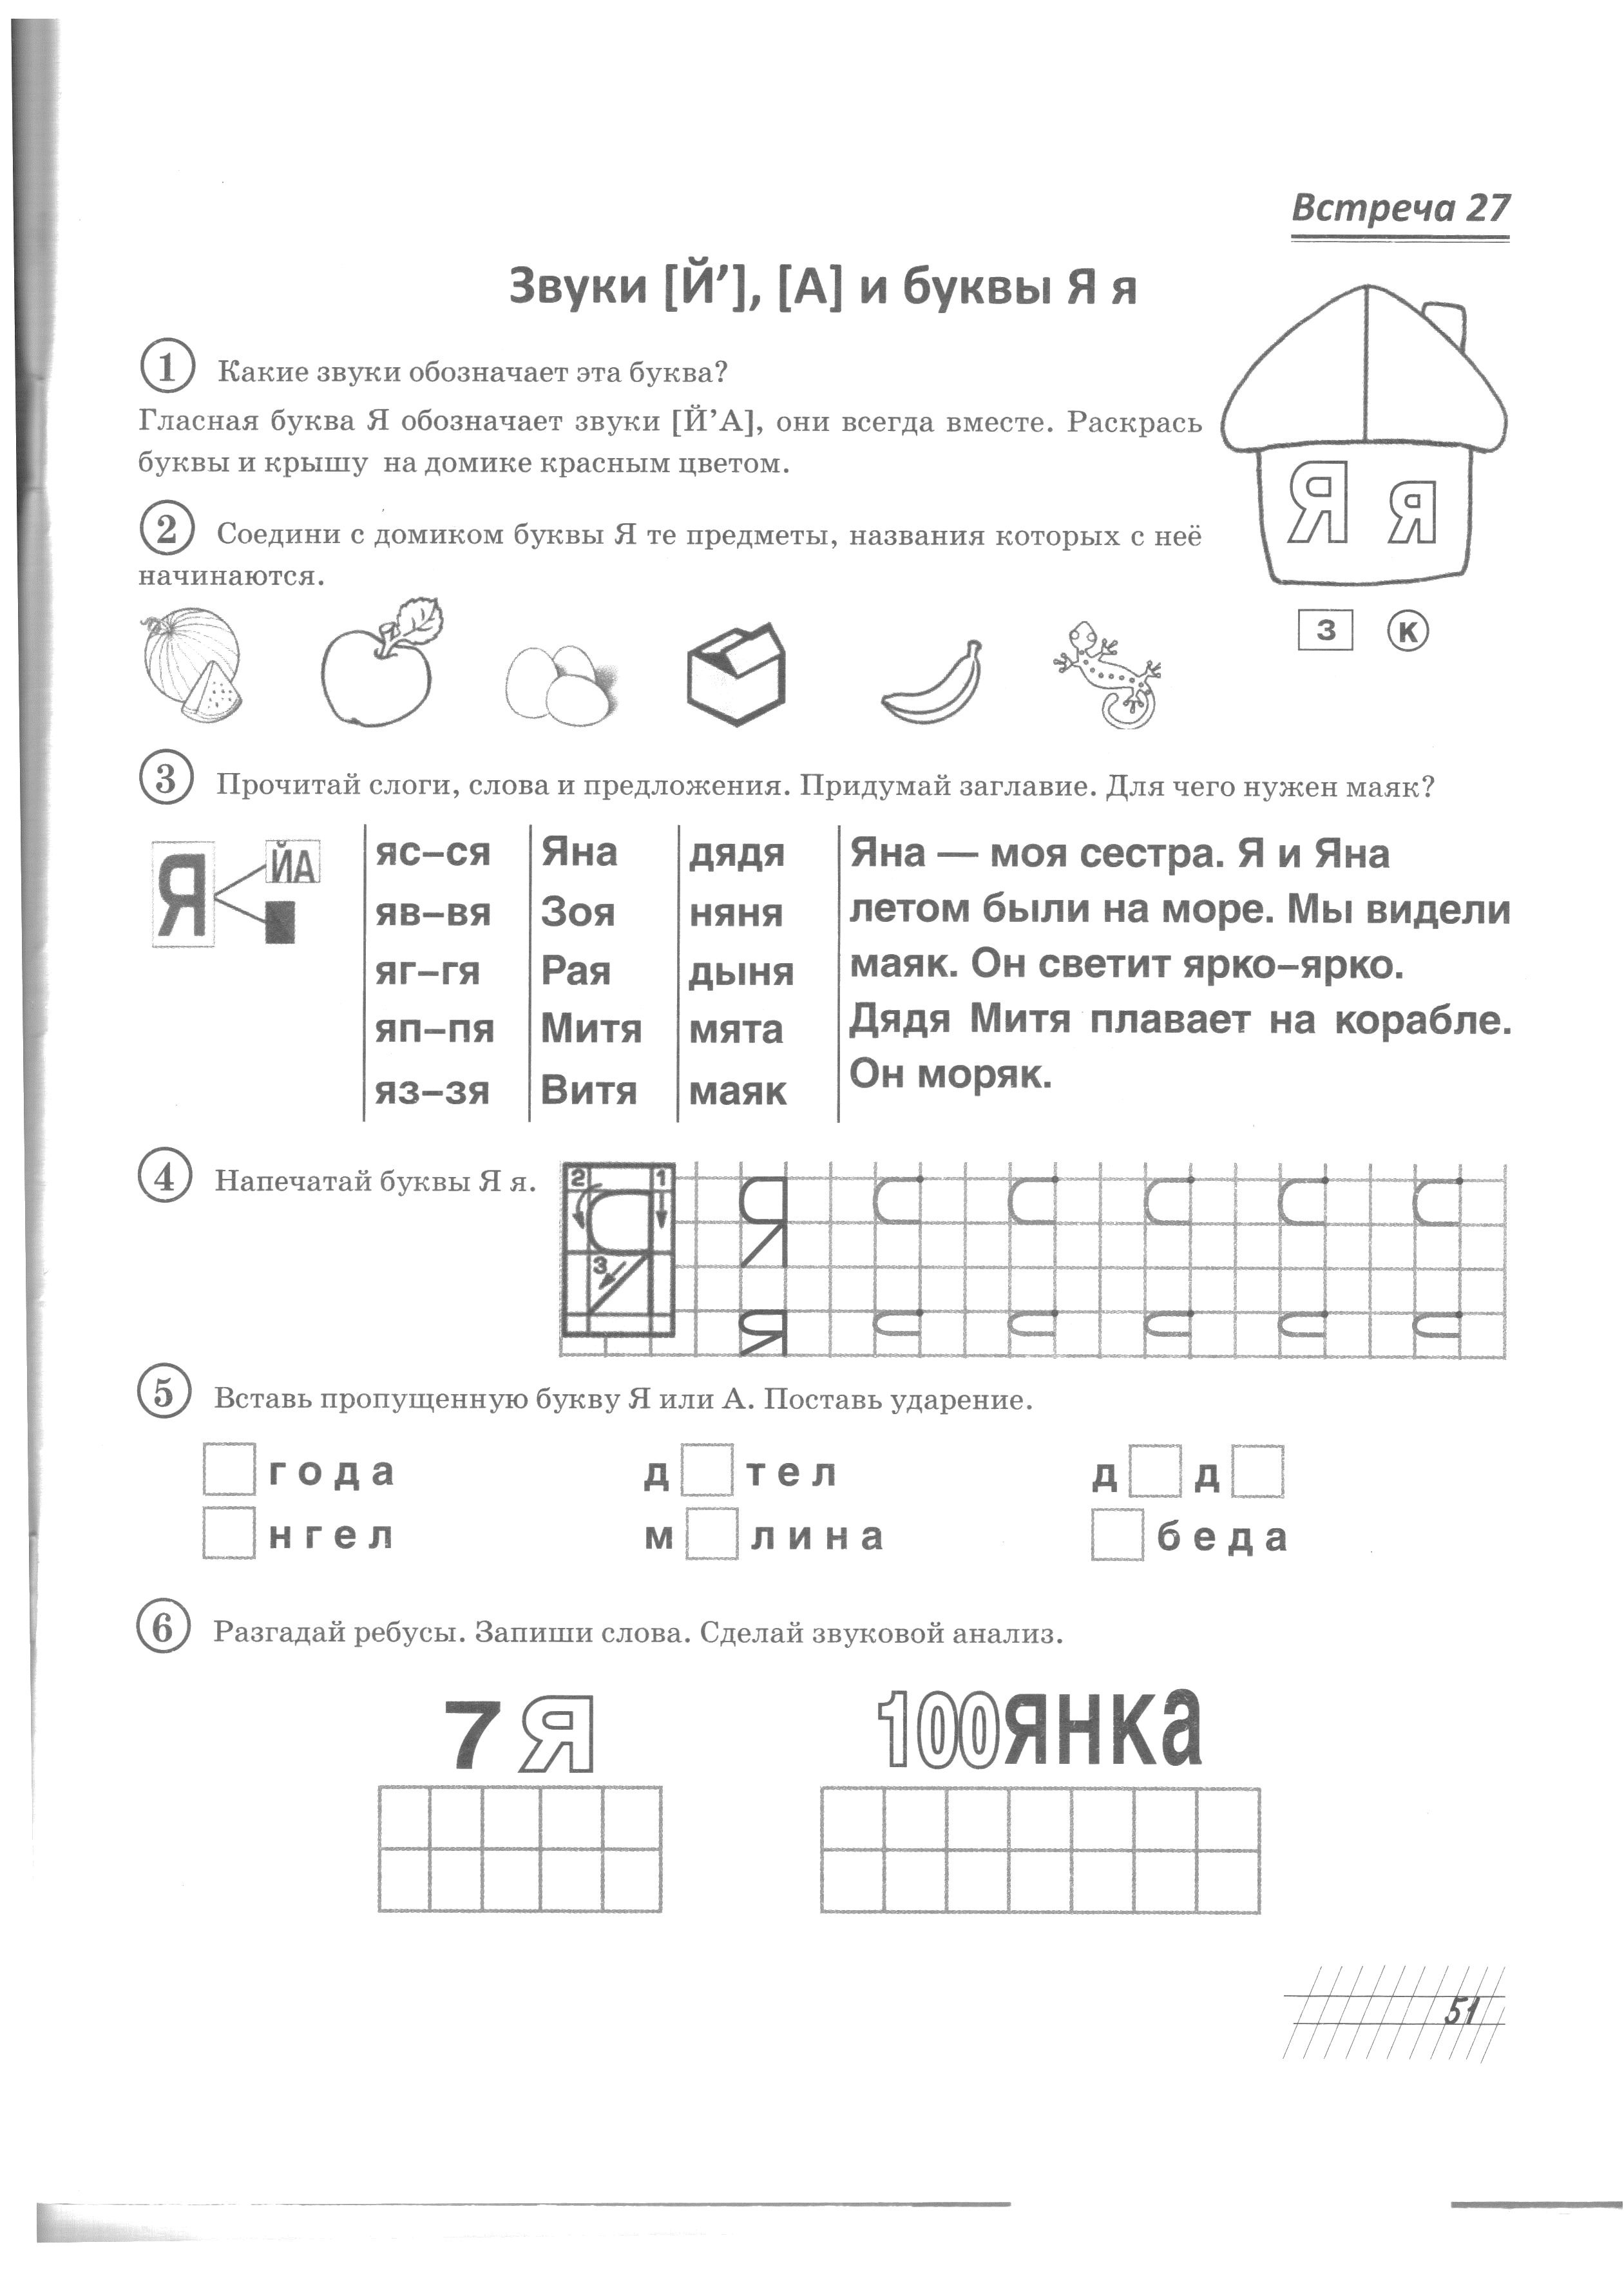 Встреча 27
Звуки [Й’], [А] и буквы Я я
1 Какие звуки обозначает эта буква?
Гласная буква Я обозначает звуки [Й’А], они всегда вместе. Раскрась
буквы и крышу на домике красным цветом.
Я я
2 Соедини с домиком буквы Я те предметы, названия которых с неё
начинаются.
З К
3 Прочитай слоги, слова и предложения. Придумай заглавие. Для чего нужен маяк?
Я ЙА
яс–ся
яв–вя
яг–гя
яп–пя
яз–зя
Яна
Зоя
Рая
Митя
Витя
дядя
няня
дыня
мята
маяк
Яна — моя сестра. Я и Яна
летом были на море. Мы видели
маяк. Он светит ярко–ярко.
Дядя Митя плавает на корабле.
Он моряк.
4 Напечатай буквы Я я.
2 1
3
Я
я
5 Вставь пропущенную букву Я или А. Поставь ударение.
года д тел д д
нгел м лина беда
6 Разгадай ребусы. Запиши слова. Сделай звуковой анализ.
7 Я 100янка
51